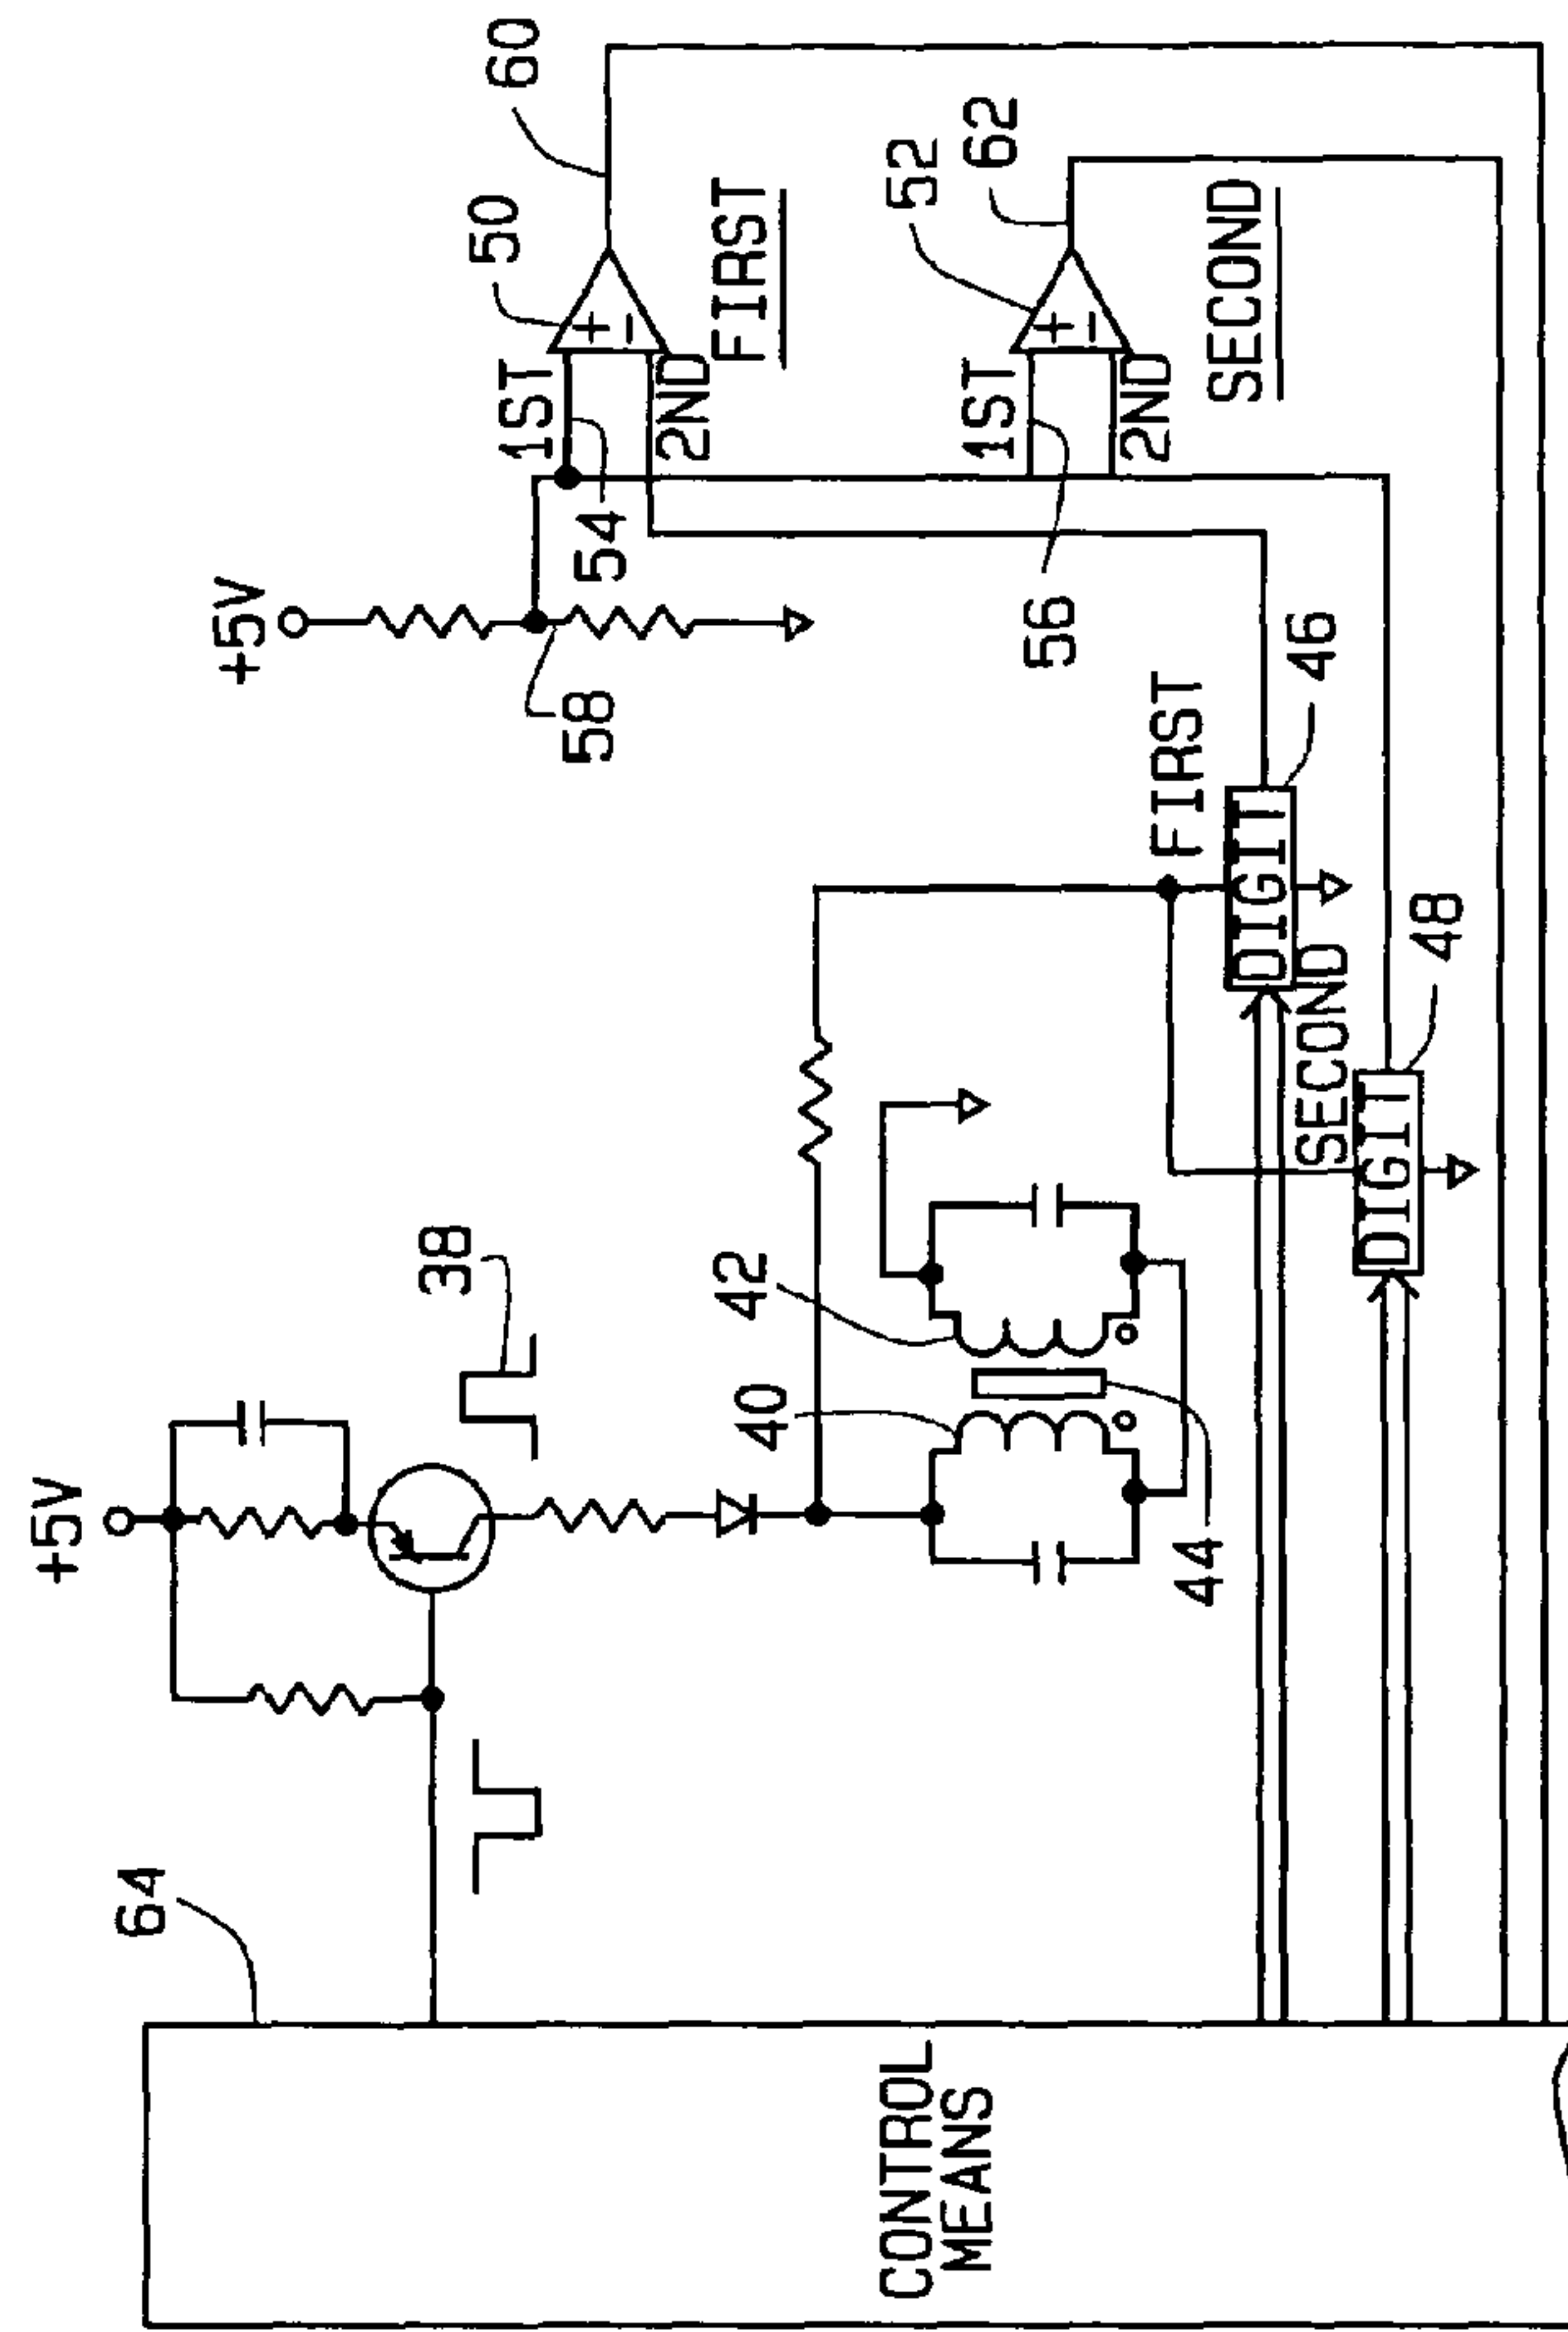 +5V
+5V
64
38
58
60
50
1ST
54
2ND
FIRST
52
62
1ST
56
2ND
SECOND
42
40
44
FIRST
DIGIT
46
SECOND
DIGIT
48
CONTROL
MEANS